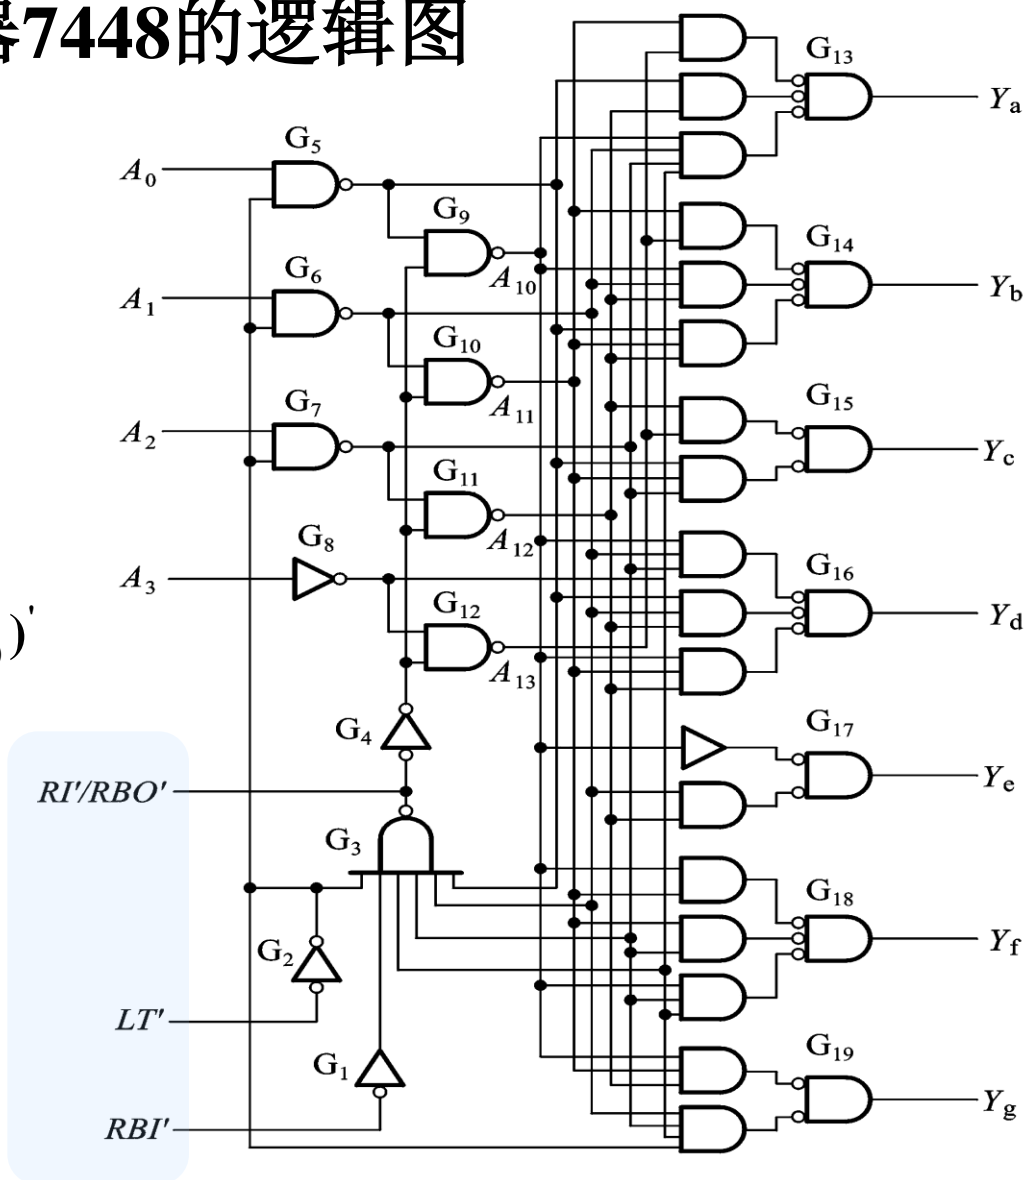 器7448的逻辑图
G13
Ya
G5
A0
G9
A10
G14
Yb
G6
A1
G10
A11
G15
Yc
G7
A2
G11
A12
G8
A3
G16
Yd
G12
A13
)'
G4
G17
Ye
RI'/RBO'
G3
G18
Yf
G2
LT'
G1
G19
Yg
RBI'